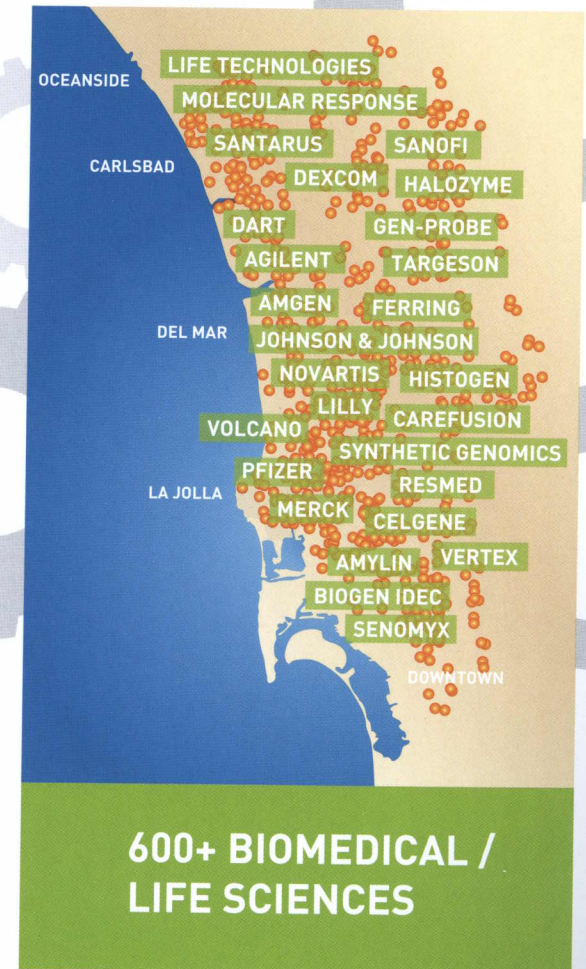 LIFE TECHNOLOGIES
OCEANSIDE
MOLECULAR RESPONSE
SANTARUS
SANOFI
CARLSBAD
DEXCOM
HALOZYME
DART
GEN-PROBE
AGILENT
TARGESON
AMGEN
FERRING
DEL MAR
JOHNSON & JOHNSON
NOVARTIS
HISTOGEN
LILLY
CAREFUSION
VOLCANO
SYNTHETIC GENOMICS
PFIZER
RESMED
LA JOLLA
MERCK
CELGENE
AMYLIN
VERTEX
BIOGEN IDEC
SENOMYX
DOWNTOWN
600+ BIOMEDICAL /
LIFE SCIENCES